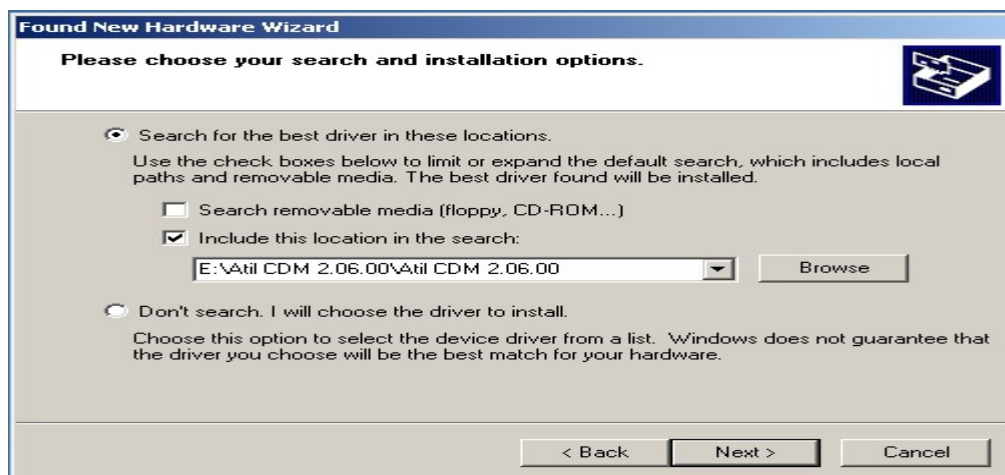 Found New Hardware Wizard
Please choose your search and installation options.
Search for the best driver in these locations.
Use the check boxes below to limit or expand the default search, which includes local
paths and removable media. The best driver found will be installed.
Search removable media (floppy, CD-ROM...)
Include this location in the search:
E:\Atil CDM 2.06.00\Atil CDM 2.06.00
Browse
Don't search. I will choose the driver to install.
Choose this option to select the device driver from a list. Windows does not guarantee that
the driver you choose will be the best match for your hardware.
< Back Next > Cancel